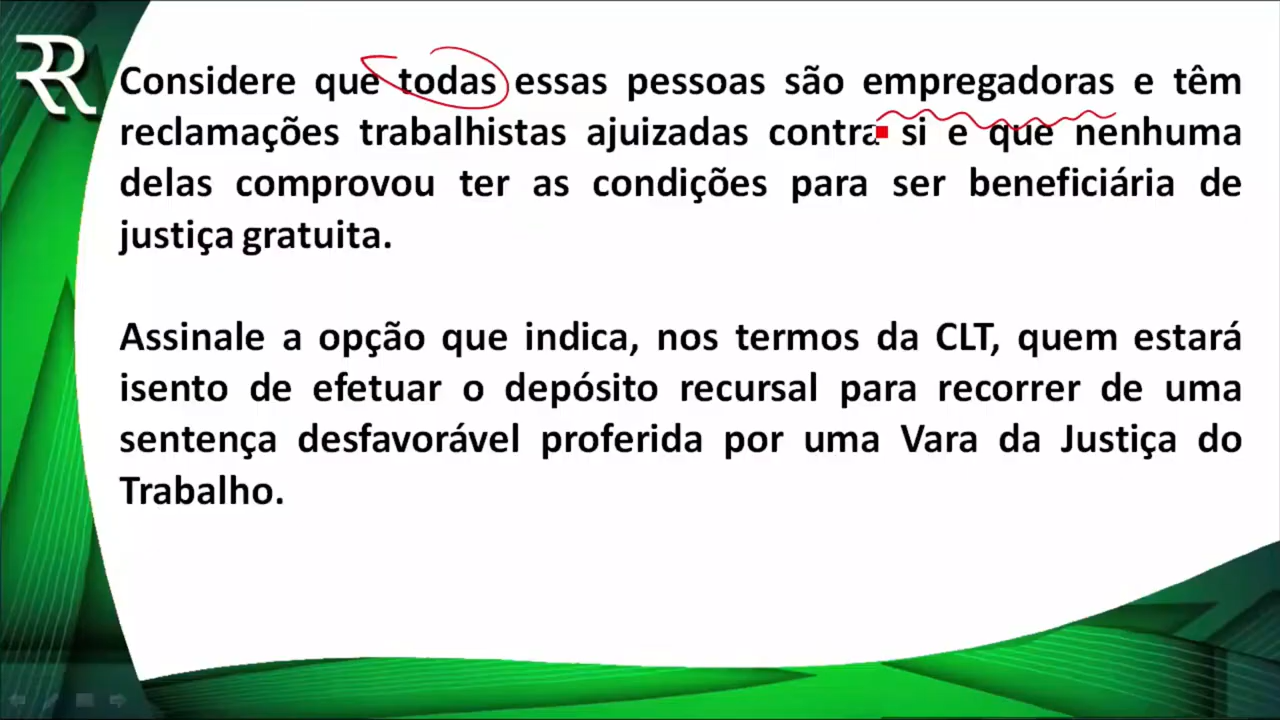 RR
Considere que todas essas pessoas são empregadoras e têm
reclamações trabalhistas ajuizadas contra si e que nenhuma
delas comprovou ter as condições para ser beneficiária de
justiça gratuita.
Assinale a opção que indica, nos termos da CLT, quem estará
isento de efetuar o depósito recursal para recorrer de uma
sentença desfavorável proferida por uma Vara da Justiça do
Trabalho.